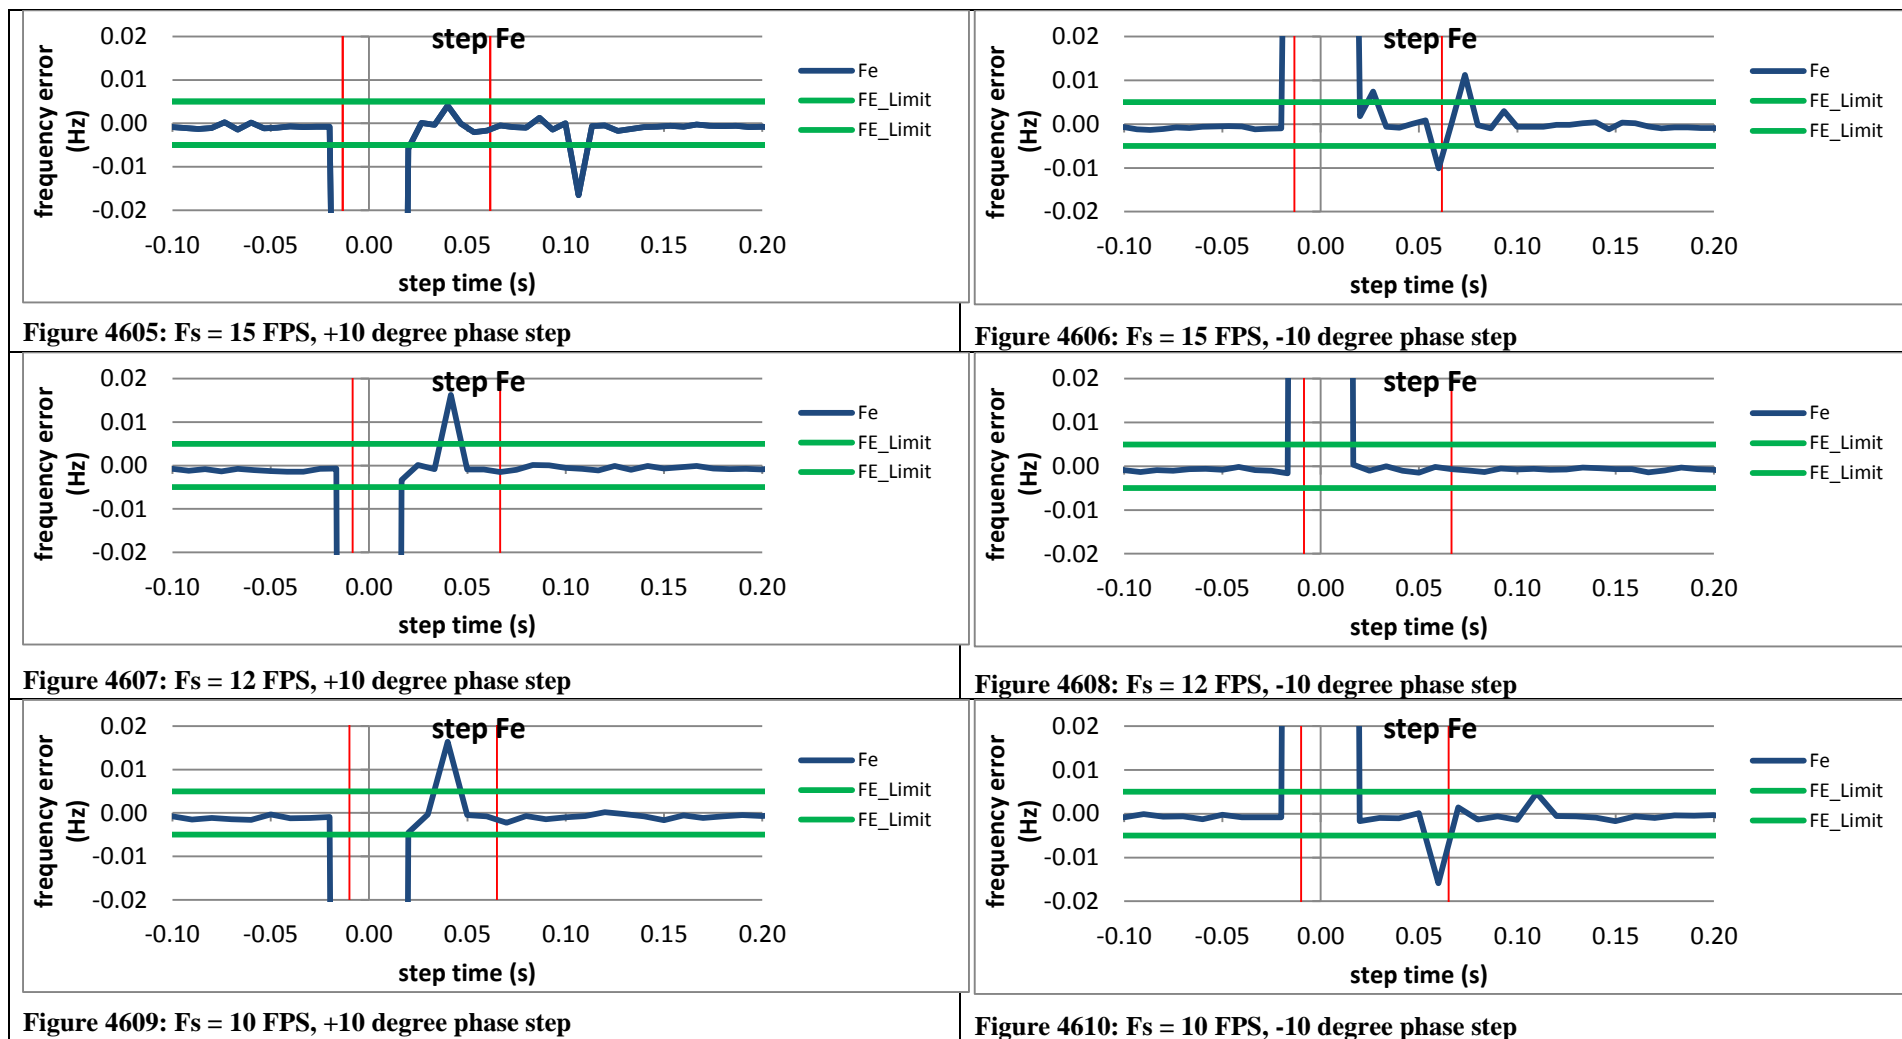 step Fe
frequency error
(Hz)
0.02
0.01
0.00
-0.01
-0.02
-0.10 -0.05 0.00 0.05 0.10 0.15 0.20
step time (s)
Fe
FE_Limit
FE_Limit
Figure 4605: Fs = 15 FPS, +10 degree phase step
step Fe
frequency error
(Hz)
0.02
0.01
0.00
-0.01
-0.02
-0.10 -0.05 0.00 0.05 0.10 0.15 0.20
step time (s)
Fe
FE_Limit
FE_Limit
Figure 4606: Fs = 15 FPS, -10 degree phase step
step Fe
frequency error
(Hz)
0.02
0.01
0.00
-0.01
-0.02
-0.10 -0.05 0.00 0.05 0.10 0.15 0.20
step time (s)
Fe
FE_Limit
FE_Limit
Figure 4607: Fs = 12 FPS, +10 degree phase step
step Fe
frequency error
(Hz)
0.02
0.01
0.00
-0.01
-0.02
-0.10 -0.05 0.00 0.05 0.10 0.15 0.20
step time (s)
Fe
FE_Limit
FE_Limit
Figure 4608: Fs = 12 FPS, -10 degree phase step
step Fe
frequency error
(Hz)
0.02
0.01
0.00
-0.01
-0.02
-0.10 -0.05 0.00 0.05 0.10 0.15 0.20
step time (s)
Fe
FE_Limit
FE_Limit
Figure 4609: Fs = 10 FPS, +10 degree phase step
step Fe
frequency error
(Hz)
0.02
0.01
0.00
-0.01
-0.02
-0.10 -0.05 0.00 0.05 0.10 0.15 0.20
step time (s)
Fe
FE_Limit
FE_Limit
Figure 4610: Fs = 10 FPS, -10 degree phase step